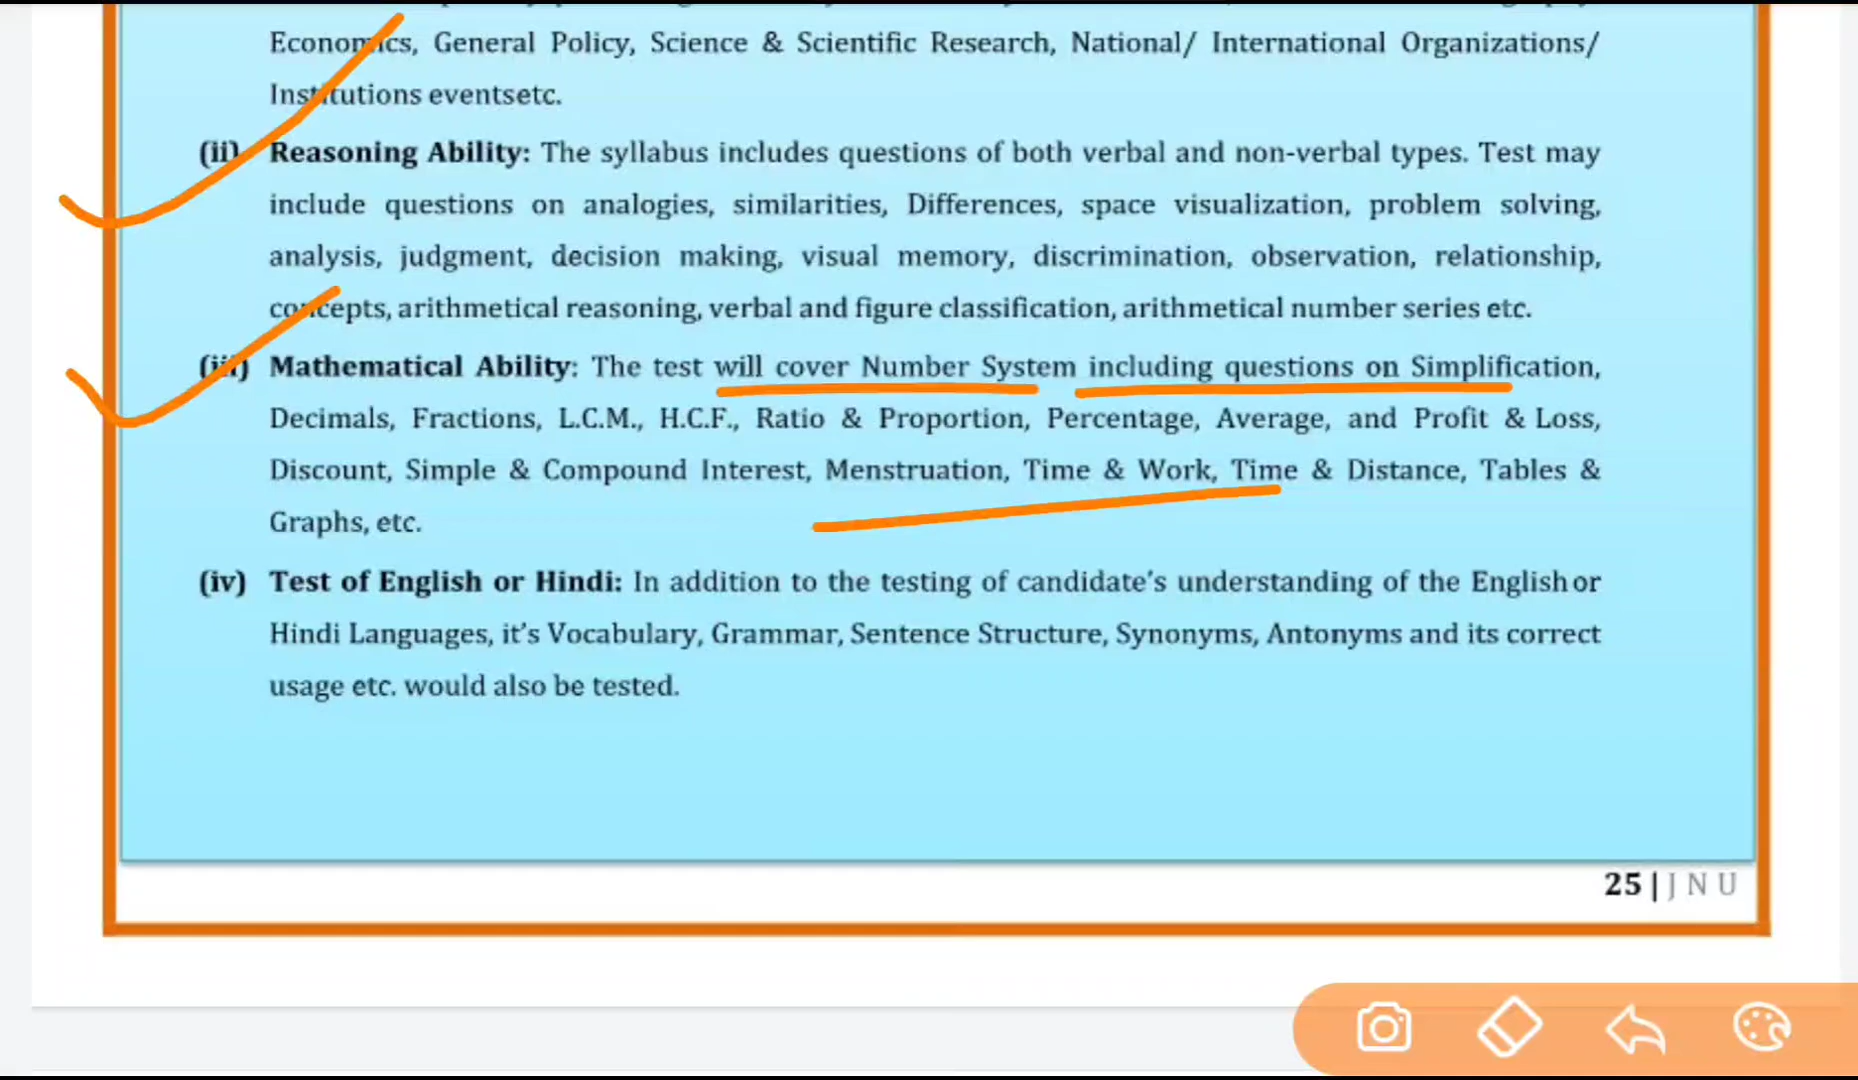 Economics, General Policy, Science & Scientific Research, National/ International Organizations/
Institutions eventsetc.
(ii) Reasoning Ability: The syllabus includes questions of both verbal and non-verbal types. Test may
include questions on analogies, similarities, Differences, space visualization, problem solving,
analysis, judgment, decision making, visual memory, discrimination, observation, relationship,
concepts, arithmetical reasoning, verbal and figure classification, arithmetical number series etc.
(iii) Mathematical Ability: The test will cover Number System including questions on Simplification,
Decimals, Fractions, L.C.M., H.C.F., Ratio & Proportion, Percentage, Average, and Profit & Loss,
Discount, Simple & Compound Interest, Menstruation, Time & Work, Time & Distance, Tables &
Graphs, etc.
(iv) Test of English or Hindi: In addition to the testing of candidate's understanding of the English or
Hindi Languages, it's Vocabulary, Grammar, Sentence Structure, Synonyms, Antonyms and its correct
usage etc. would also be tested.
25 | J N U